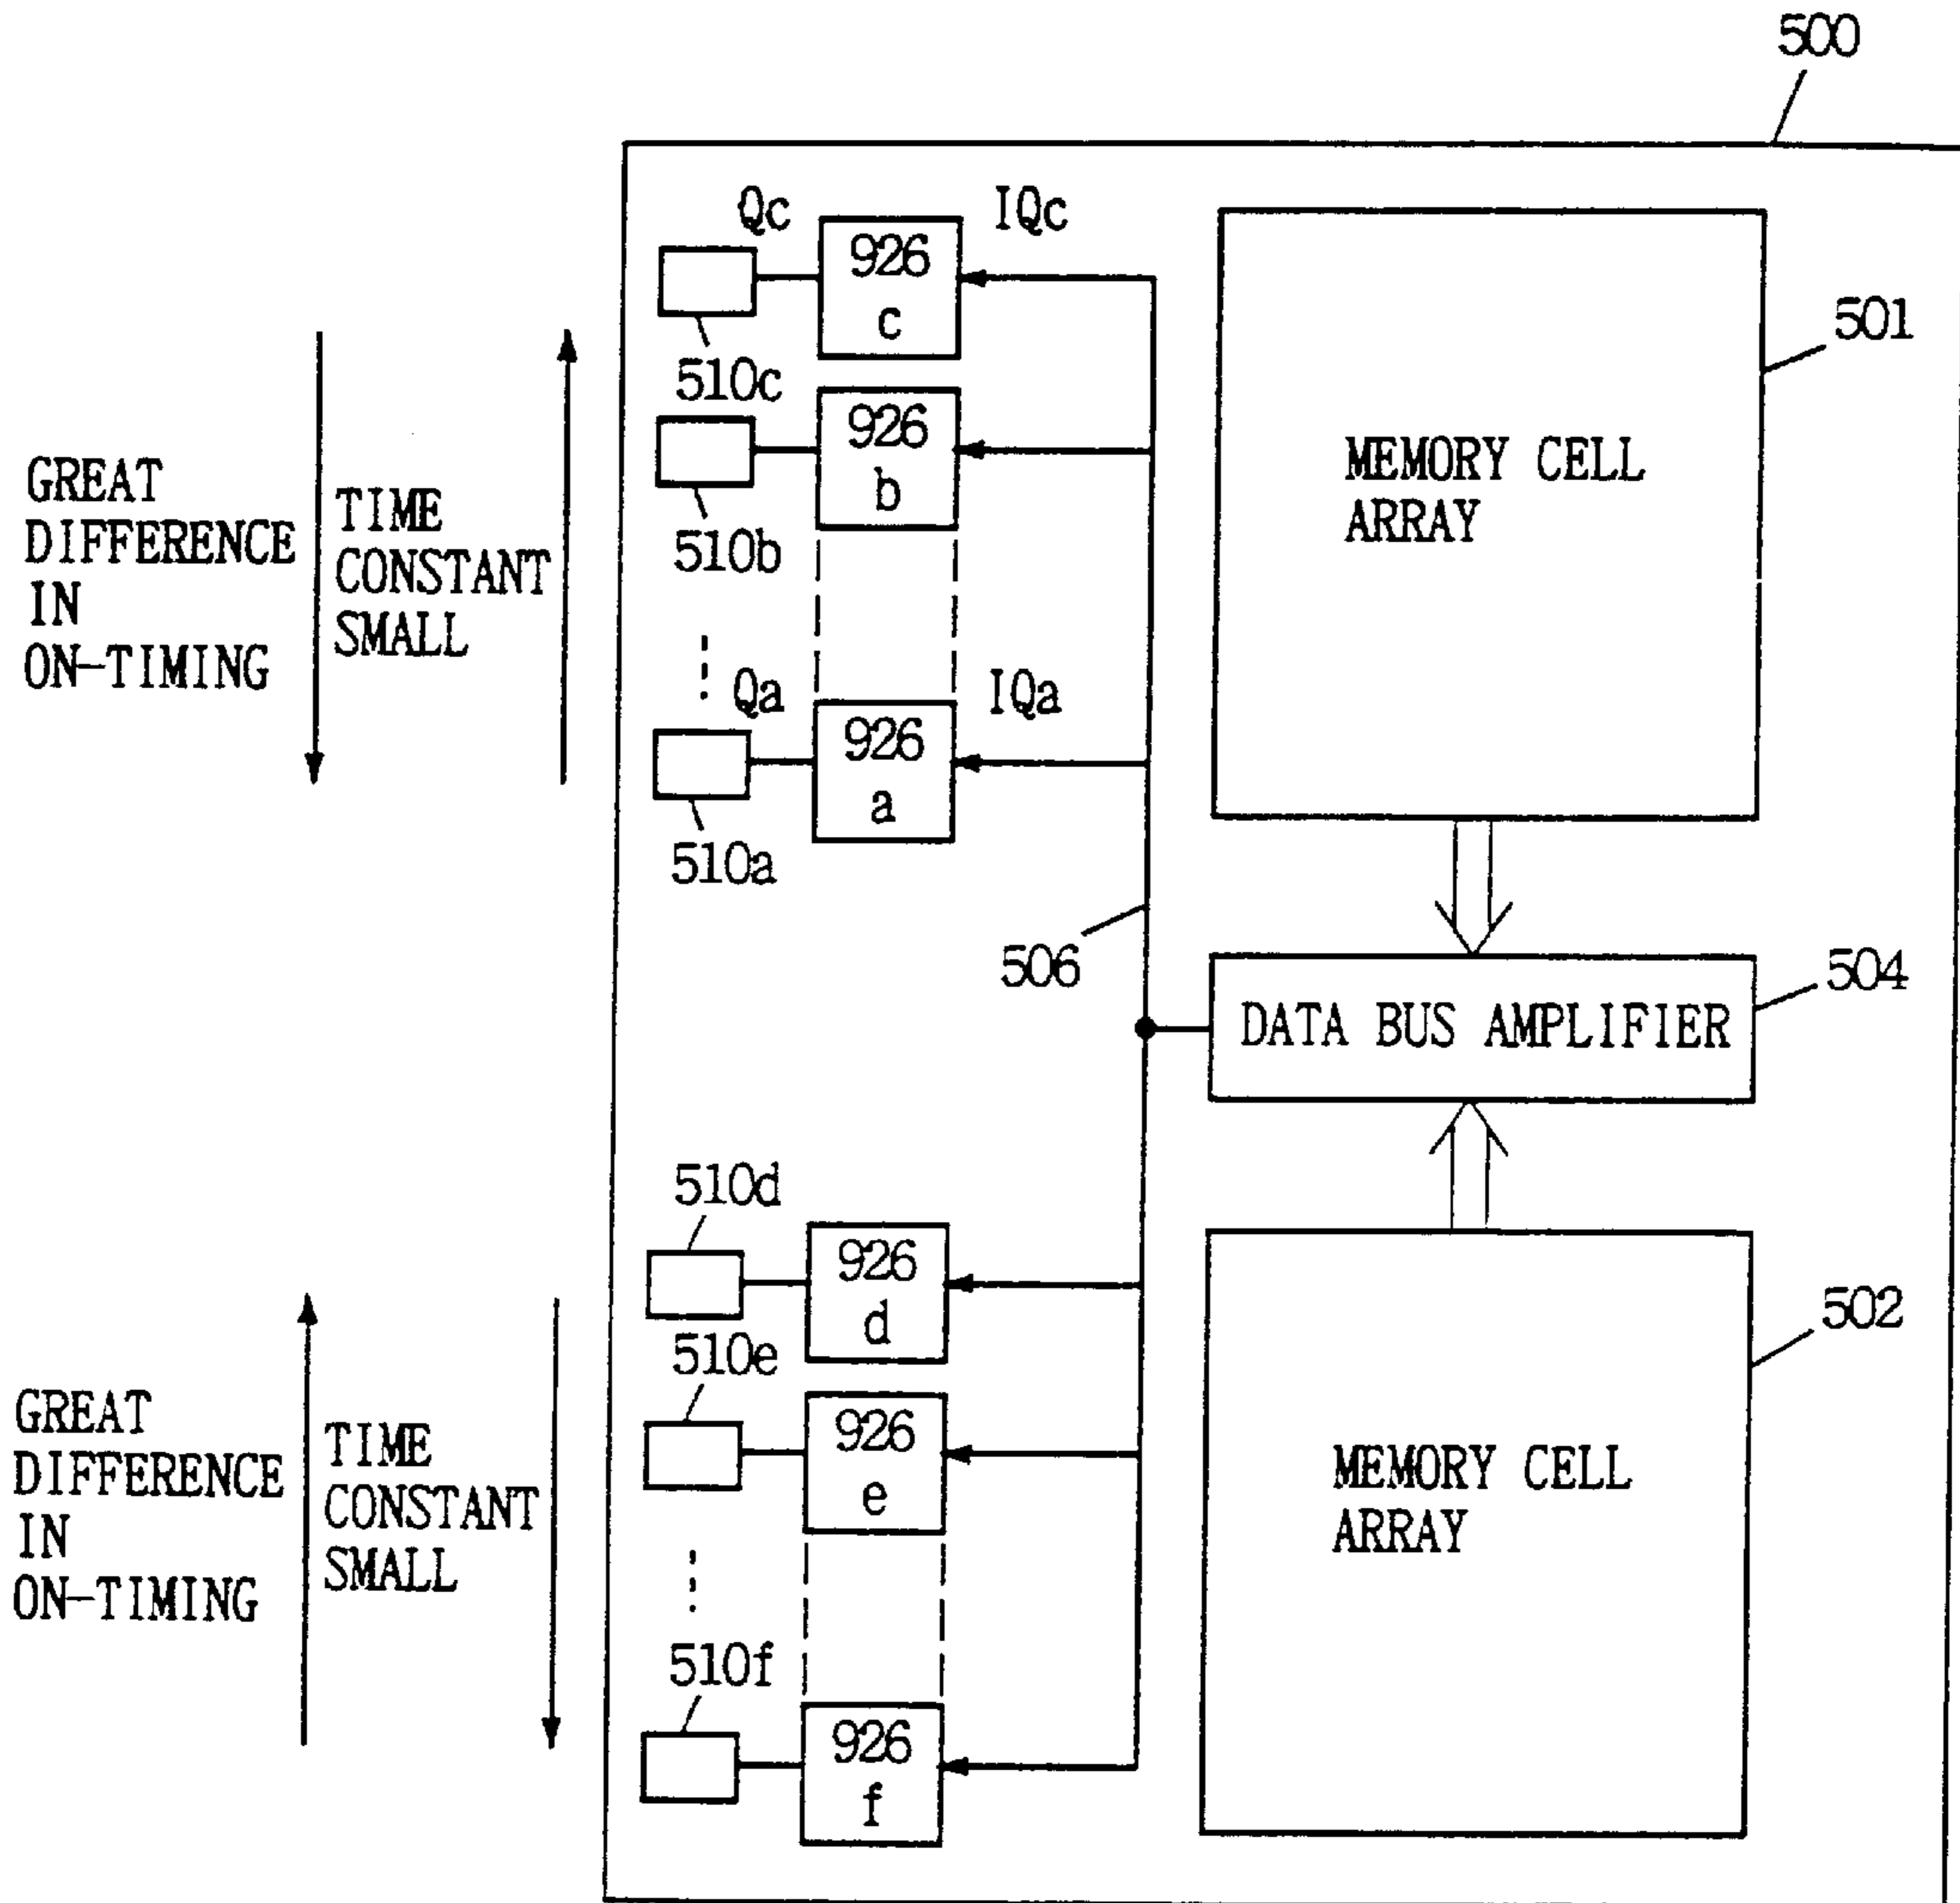 500
Qc
926
c
IQc
510c
501
926
b
510b
MEMORY CELL
ARRAY
GREAT
DIFFERENCE
IN
ON-TIMING
TIME
CONSTANT
SMALL
Qa
926
a
IQa
510a
506
504
DATA BUS AMPLIFIER
510d
926
d
502
510e
926
e
MEMORY CELL
ARRAY
GREAT
DIFFERENCE
IN
ON-TIMING
TIME
CONSTANT
SMALL
510f
926
f